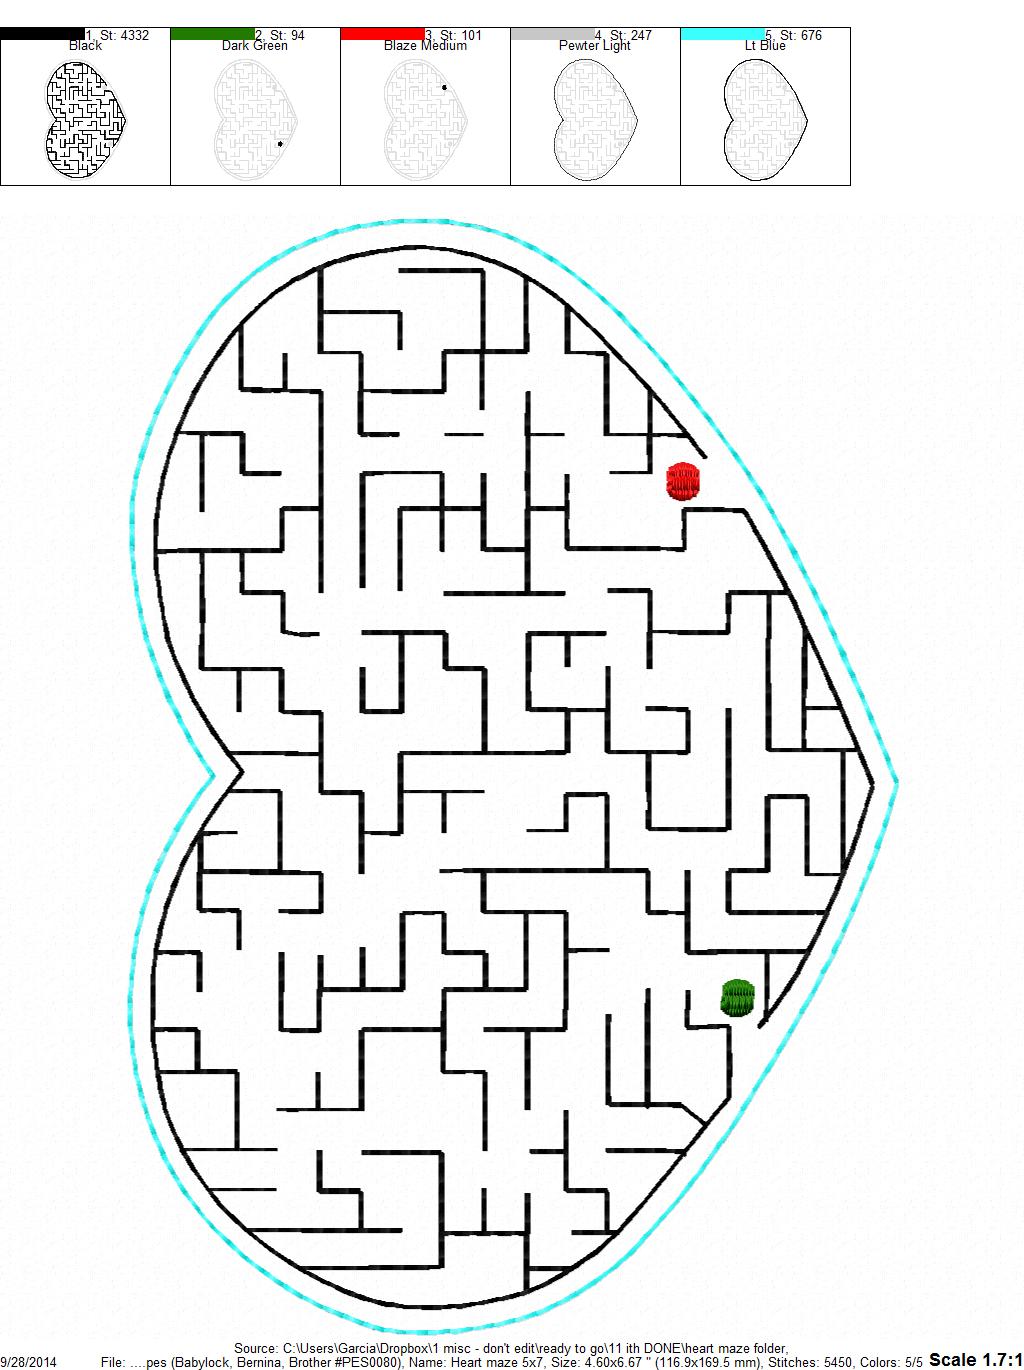 1, St: 4332 2, St: 94 3, St: 101 4, St: 247 5, St: 676
Black Dark Green Blaze Medium Pewter Light Lt Blue
Source: C:\Users\Garcia\Dropbox\1 misc - don't edit\ready to go\11 ith DONE\heart maze folder,
9/28/2014 File: ....pes (Babylock, Bernina, Brother #PES0080), Name: Heart maze 5x7, Size: 4.60x6.67 " (116.9x169.5 mm), Stitches: 5450, Colors: 5/5 Scale 1.7:1